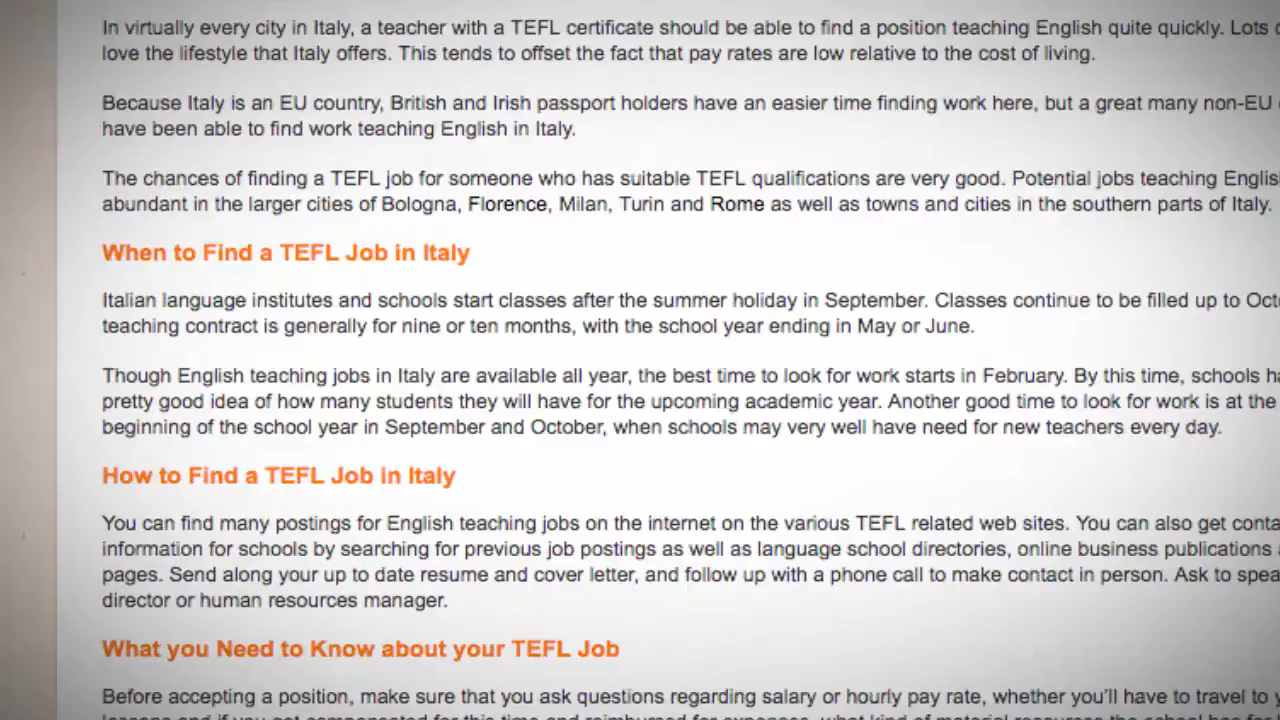 In virtually every city in Italy, a teacher with a TEFL certificate should be able to find a position teaching English quite quickly. Lots
love the lifestyle that Italy offers. This tends to offset the fact that pay rates are low relative to the cost of living.
Because Italy is an EU country, British and Irish passport holders have an easier time finding work here, but a great many non-EU
have been able to find work teaching English in Italy.
The chances of finding a TEFL job for someone who has suitable TEFL qualifications are very good. Potential jobs teaching Englis
abundant in the larger cities of Bologna, Florence, Milan, Turin and Rome as well as towns and cities in the southern parts of Italy.
When to Find a TEFL Job in Italy
Italian language institutes and schools start classes after the summer holiday in September. Classes continue to be filled up to Oct
teaching contract is generally for nine or ten months, with the school year ending in May or June.
Though English teaching jobs in Italy are available all year, the best time to look for work starts in February. By this time, schools ha
pretty good idea of how many students they will have for the upcoming academic year. Another good time to look for work is at the
beginning of the school year in September and October, when schools may very well have need for new teachers every day.
How to Find a TEFL Job in Italy
You can find many postings for English teaching jobs on the internet on the various TEFL related web sites. You can also get conta
information for schools by searching for previous job postings as well as language school directories, online business publications
pages. Send along your up to date resume and cover letter, and follow up with a phone call to make contact in person. Ask to spea
director or human resources manager.
What you Need to Know about your TEFL Job
Before accepting a position, make sure that you ask questions regarding salary or hourly pay rate, whether you'll have to travel to